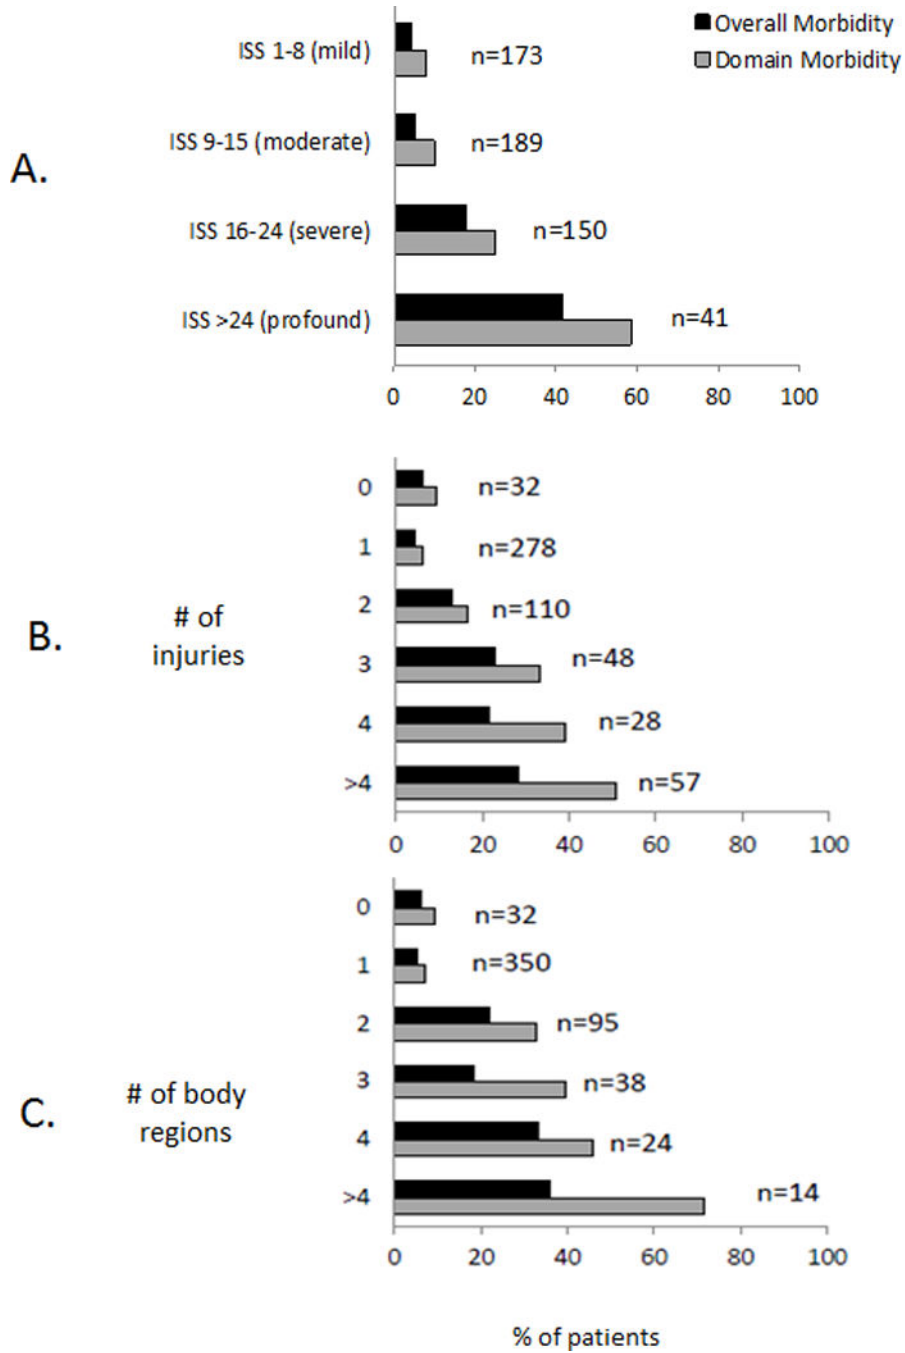 Overall Morbidity
Domain Morbidity
A.
ISS 1-8 (mild) n=173
ISS 9-15 (moderate) n=189
ISS 16-24 (severe) n=150
ISS >24 (profound) n=41
0 20 40 60 80 100
B.
# of
injuries
0 n=32
1 n=278
2 n=110
3 n=48
4 n=28
>4 n=57
0 20 40 60 80 100
C.
# of body
regions
0 n=32
1 n=350
2 n=95
3 n=38
4 n=24
>4 n=14
0 20 40 60 80 100
% of patients